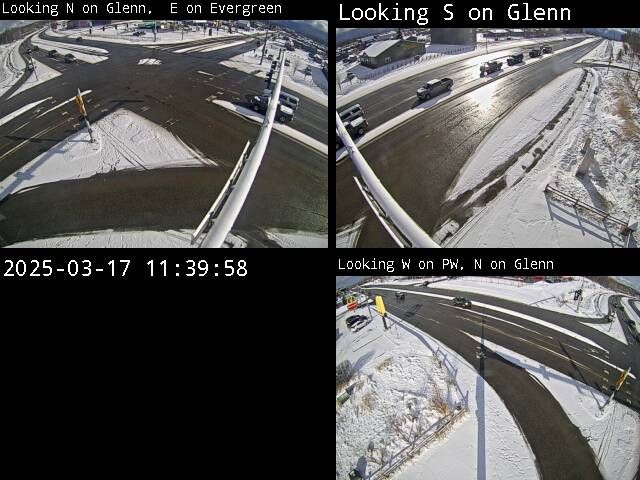 Looking N on Glenn, E on Evergreen
Looking S on Glenn
2025-03-17 11:39:58
Looking W on PW, N on Glenn